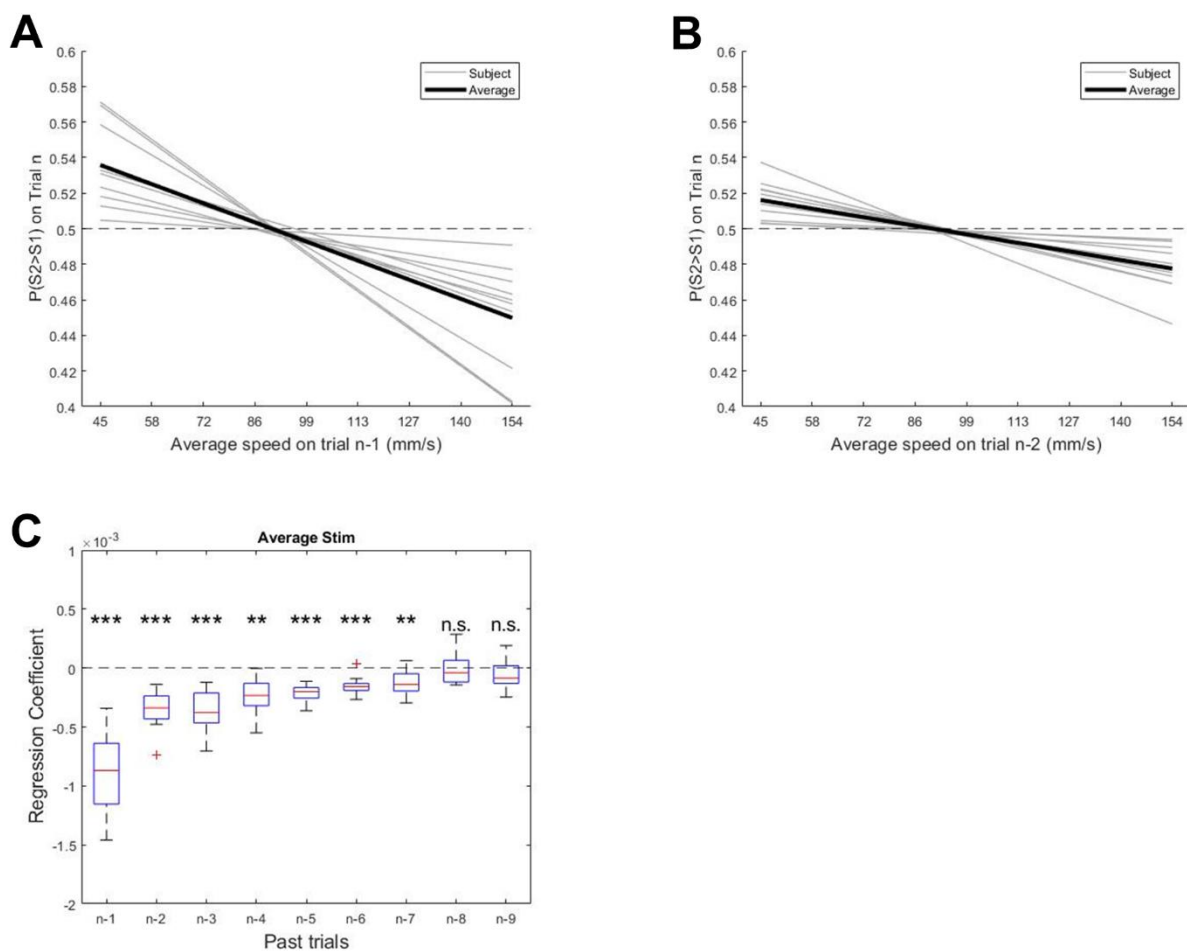 A
P(S2>S1) on Trial n
0.6
0.58
0.56
0.54
0.52
0.5
0.48
0.46
0.44
0.42
0.4
Subject
Average
45 58 72 86 99 113 127 140 154
Average speed on trial n-1 (mm/s)
B
P(S2>S1) on Trial n
0.6
0.58
0.56
0.54
0.52
0.5
0.48
0.46
0.44
0.42
0.4
Subject
Average
45 58 72 86 99 113 127 140 154
Average speed on trial n-2 (mm/s)
C
×10⁻³
Average Stim
Regression Coefficient
1
0.5
0
-0.5
-1
-1.5
-2
*** *** *** ** *** *** ** n.s. n.s.
n-1 n-2 n-3 n-4 n-5 n-6 n-7 n-8 n-9
Past trials